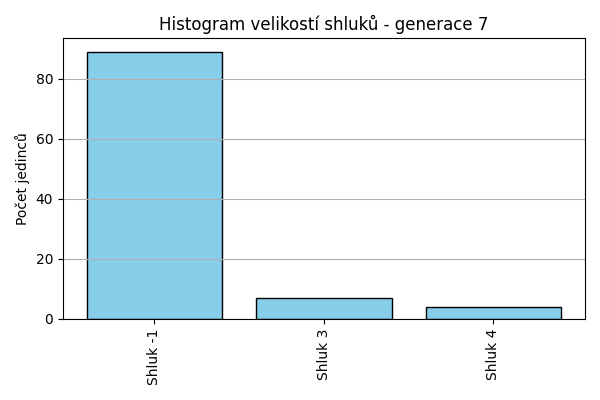 Histogram velikostí shluků - generace 7
Počet jedinců
80
60
40
20
0
Shluk -1
Shluk 3
Shluk 4